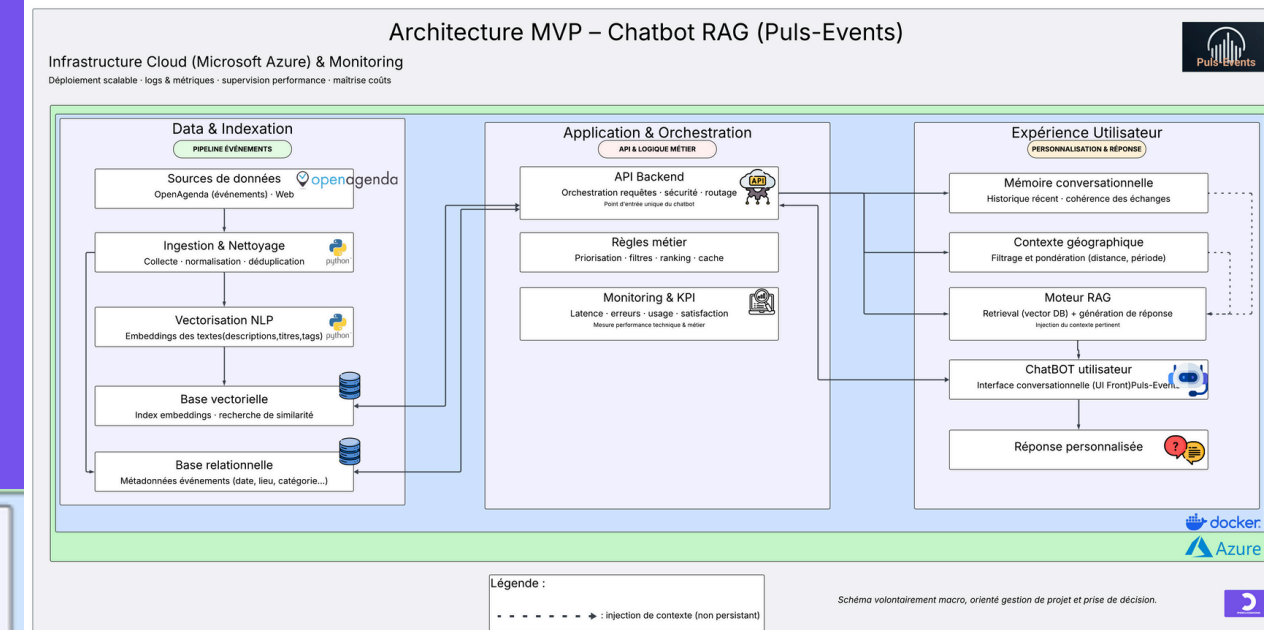 Architecture MVP – Chatbot RAG (Puls-Events)
Puls-Events
Infrastructure Cloud (Microsoft Azure) & Monitoring
Déploiement scalable · logs & métriques · supervision performance · maîtrise coûts
Data & Indexation
PIPELINE ÉVÉNEMENTS
Sources de données
openagenda
OpenAgenda (événements) · Web
Ingestion & Nettoyage
Collecte · normalisation · déduplication
python
Vectorisation NLP
Embeddings des textes(descriptions,titres,tags)
python
Base vectorielle
Index embeddings · recherche de similarité
Base relationnelle
Métadonnées événements (date, lieu, catégorie...)
Application & Orchestration
API & LOGIQUE MÉTIER
API Backend
API
Orchestration requêtes · sécurité · routage
Point d'entrée unique du chatbot
Règles métier
Priorisation · filtres · ranking · cache
Monitoring & KPI
Latence · erreurs · usage · satisfaction
Mesure performance technique & métier
Expérience Utilisateur
PERSONNALISATION & RÉPONSE
Mémoire conversationnelle
Historique récent · cohérence des échanges
Contexte géographique
Filtrage et pondération (distance, période)
Moteur RAG
Retrieval (vector DB) + génération de réponse
Injection du contexte pertinent
ChatBOT utilisateur
Interface conversationnelle (UI Front)Puls-Events
Réponse personnalisée
?
docker
Azure
Légende :
: injection de contexte (non persistant)
Schéma volontairement macro, orienté gestion de projet et prise de décision.